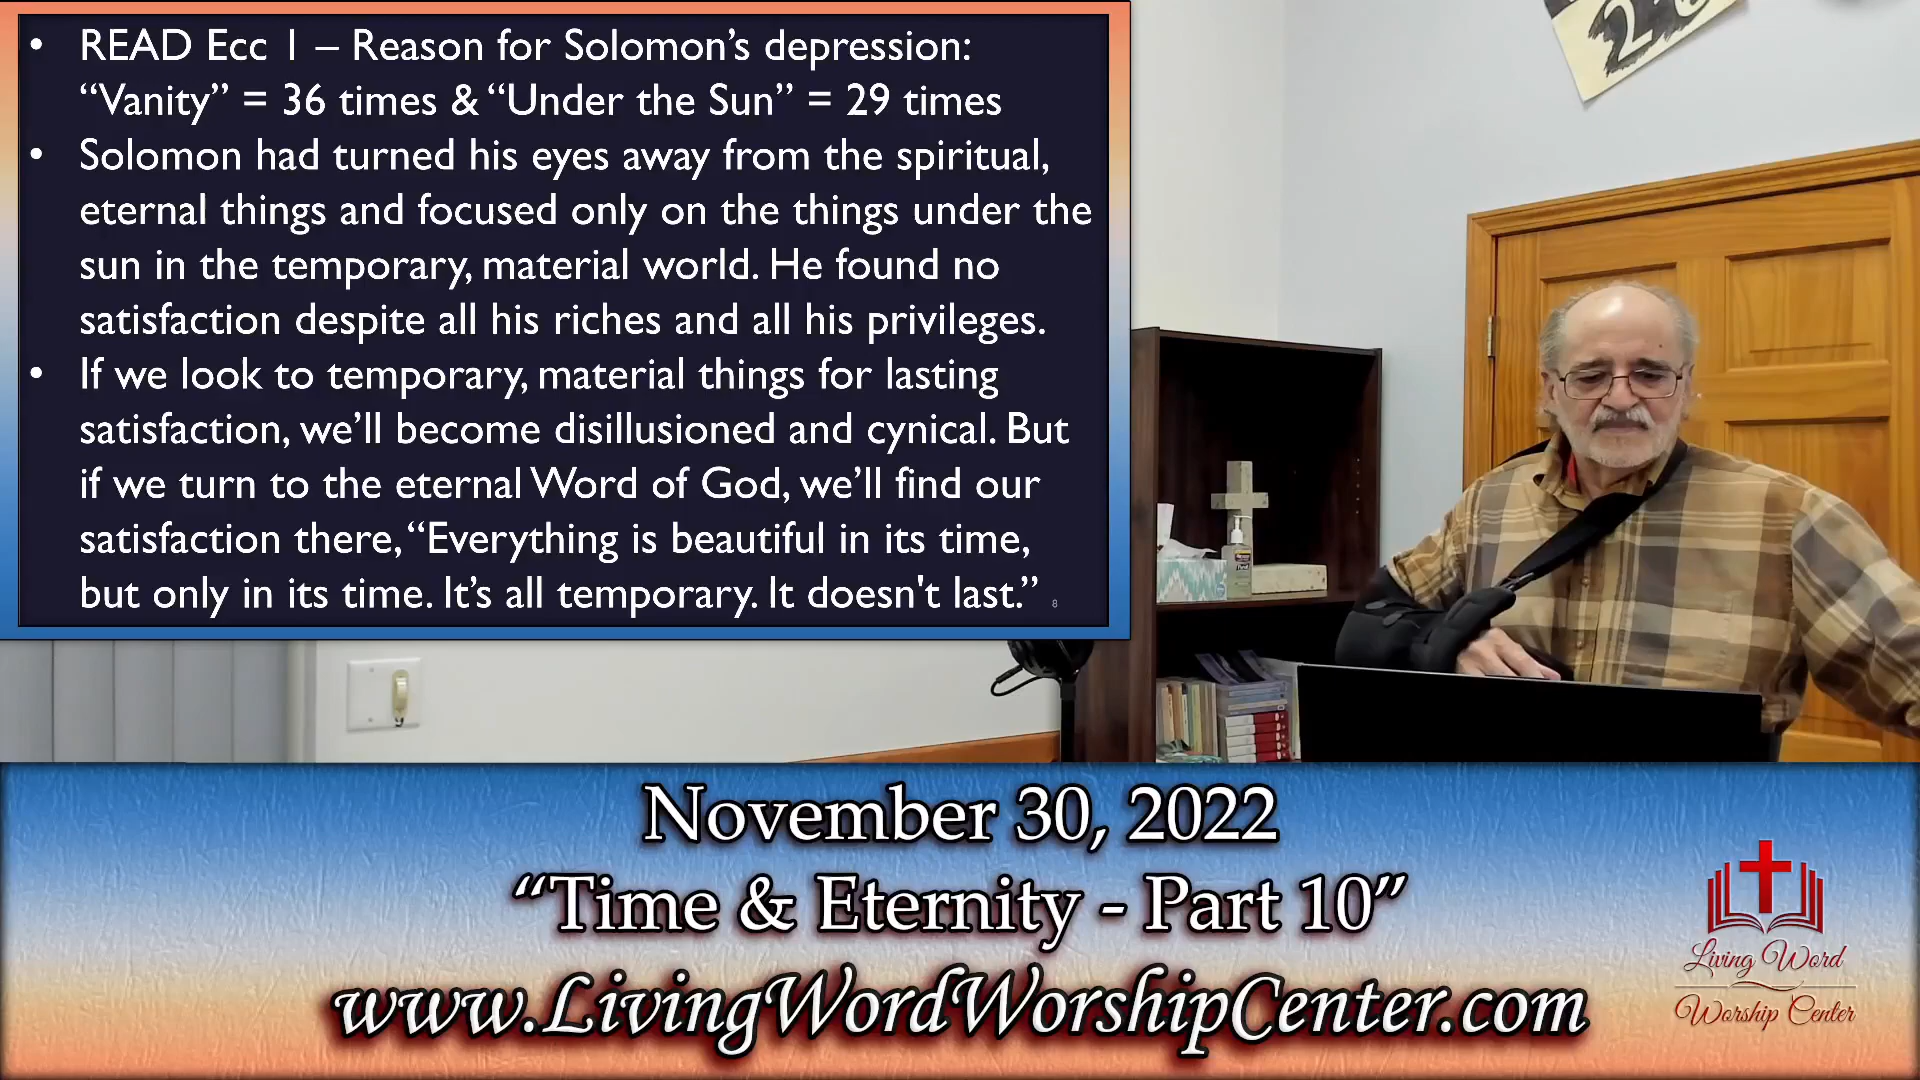 • READ Ecc 1 – Reason for Solomon’s depression:
“Vanity” = 36 times & “Under the Sun” = 29 times
• Solomon had turned his eyes away from the spiritual,
eternal things and focused only on the things under the
sun in the temporary, material world. He found no
satisfaction despite all his riches and all his privileges.
• If we look to temporary, material things for lasting
satisfaction, we’ll become disillusioned and cynical. But
if we turn to the eternal Word of God, we’ll find our
satisfaction there, “Everything is beautiful in its time,
but only in its time. It’s all temporary. It doesn't last.”
8
November 30, 2022
“Time & Eternity - Part 10”
www.LivingWordWorshipCenter.com
Living Word
Worship Center